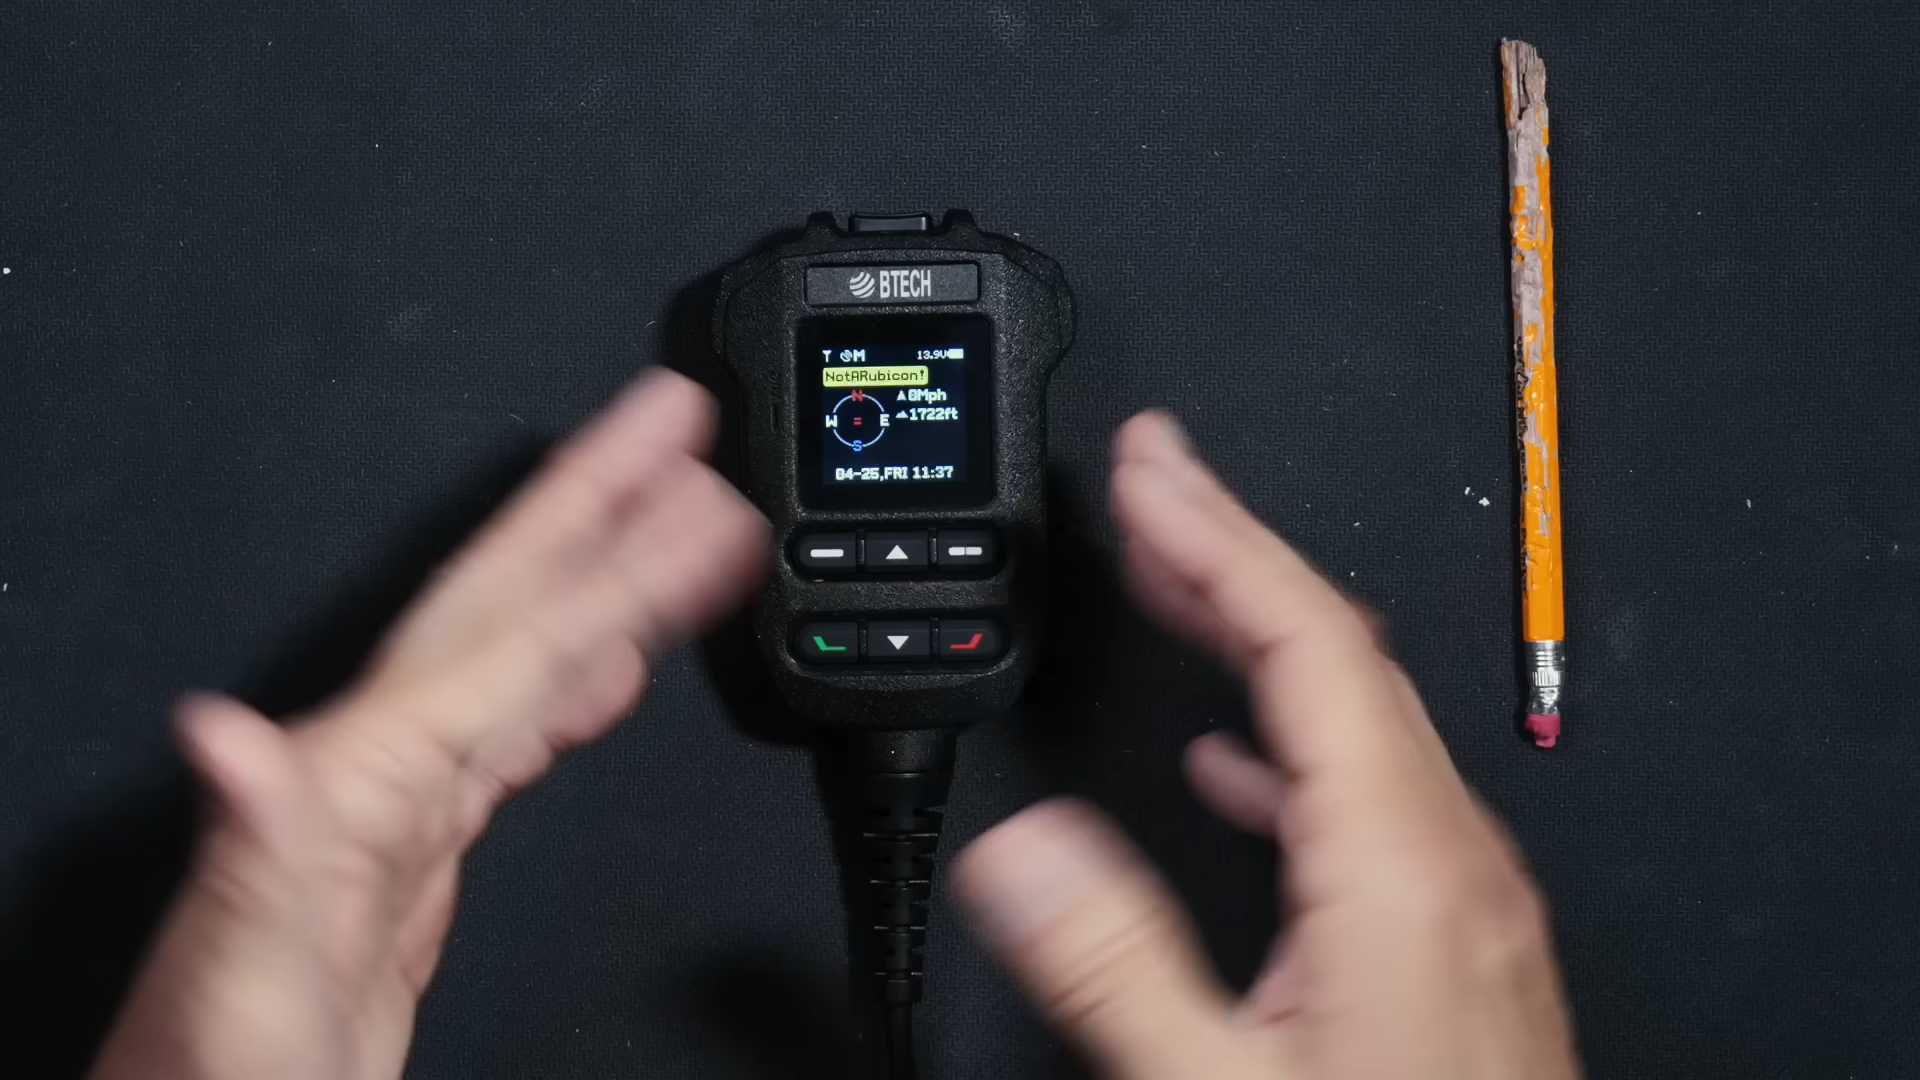 BTECH
M 13.9V
NotARubicon!
N
0Mph
W E
1722ft
S
04-25,FRI 11:37